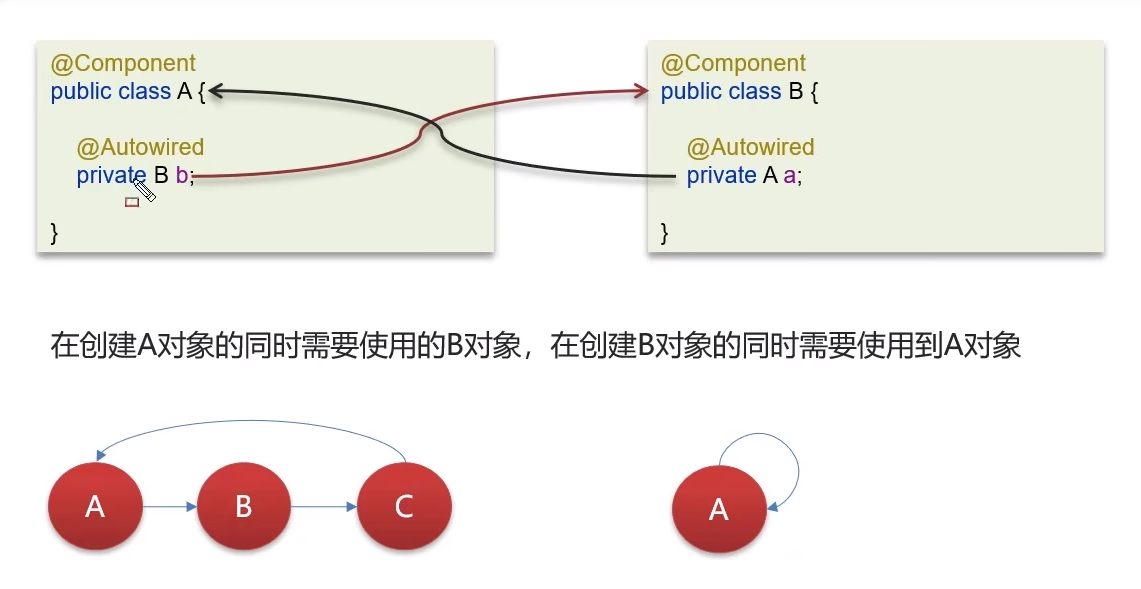 @Component
public class A {
@Autowired
private B b;
}
@Component
public class B {
@Autowired
private A a;
}
在创建A对象的同时需要使用的B对象，在创建B对象的同时需要使用到A对象
A B C
A